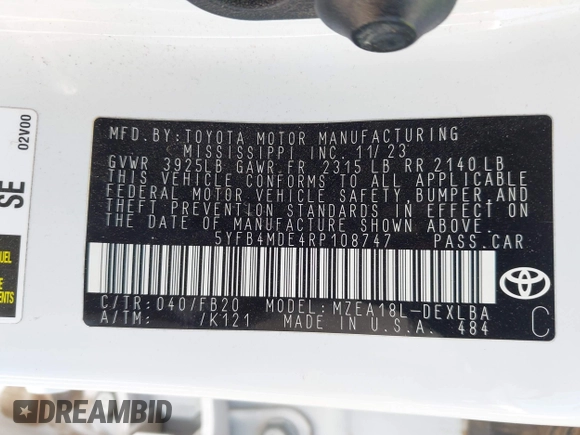 02V00
SE
UEL
ENTS
MFD. BY: TOYOTA MOTOR MANUFACTURING
MISSISSIPPI INC. 11/23
GVWR 3925LB GAWR FR 2315 LB RR 2140 LB
THIS VEHICLE CONFORMS TO ALL APPLICABLE
FEDERAL MOTOR VEHICLE SAFETY, BUMPER, AND
THEFT PREVENTION STANDARDS IN EFFECT ON
THE DATE OF MANUFACTURE SHOWN ABOVE.
5YFB4MDE4RP108747 PASS. CAR
C/TR: 040/FB20 MODEL: MZEA18L-DEXLBA
A/TM: /K121 MADE IN U.S.A. 484
TOYOTA
C
DREAMBID